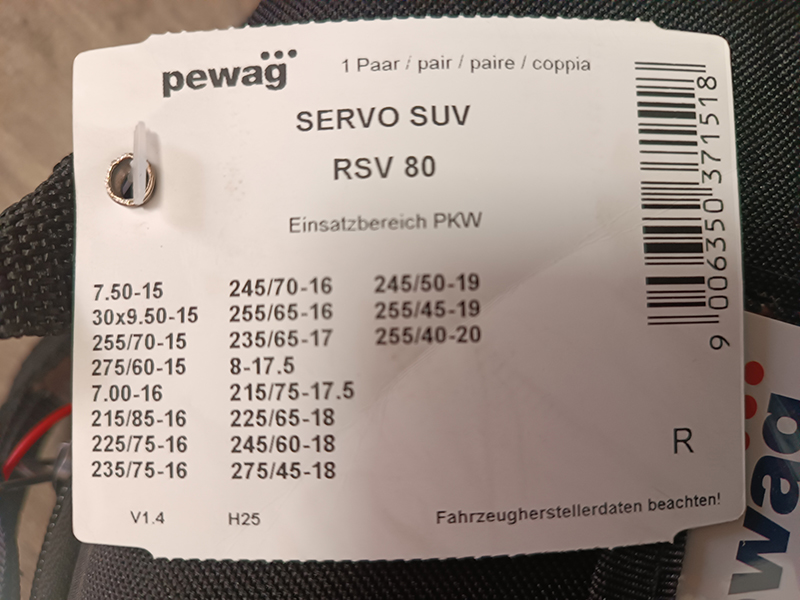 pewag
1 Paar / pair / paire / coppia
SERVO SUV
RSV 80
Einsatzbereich PKW
7.50-15
30x9.50-15
255/70-15
275/60-15
7.00-16
215/85-16
225/75-16
235/75-16
245/70-16
255/65-16
235/65-17
8-17.5
215/75-17.5
225/65-18
245/60-18
275/45-18
245/50-19
255/45-19
255/40-20
9 006350 371518
R
V1.4
H25
Fahrzeugherstellerdaten beachten!
wag